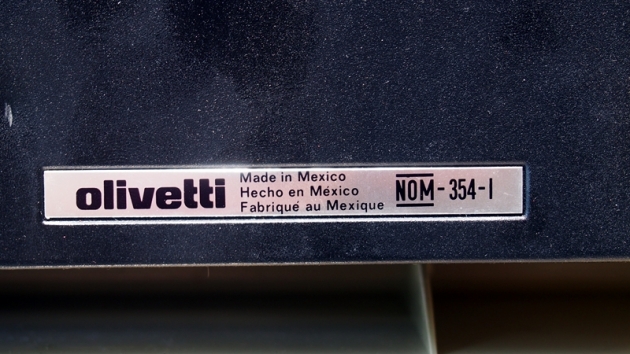 olivetti
Made in Mexico
Hecho en México
Fabriqué au Mexique
NOM-354-I